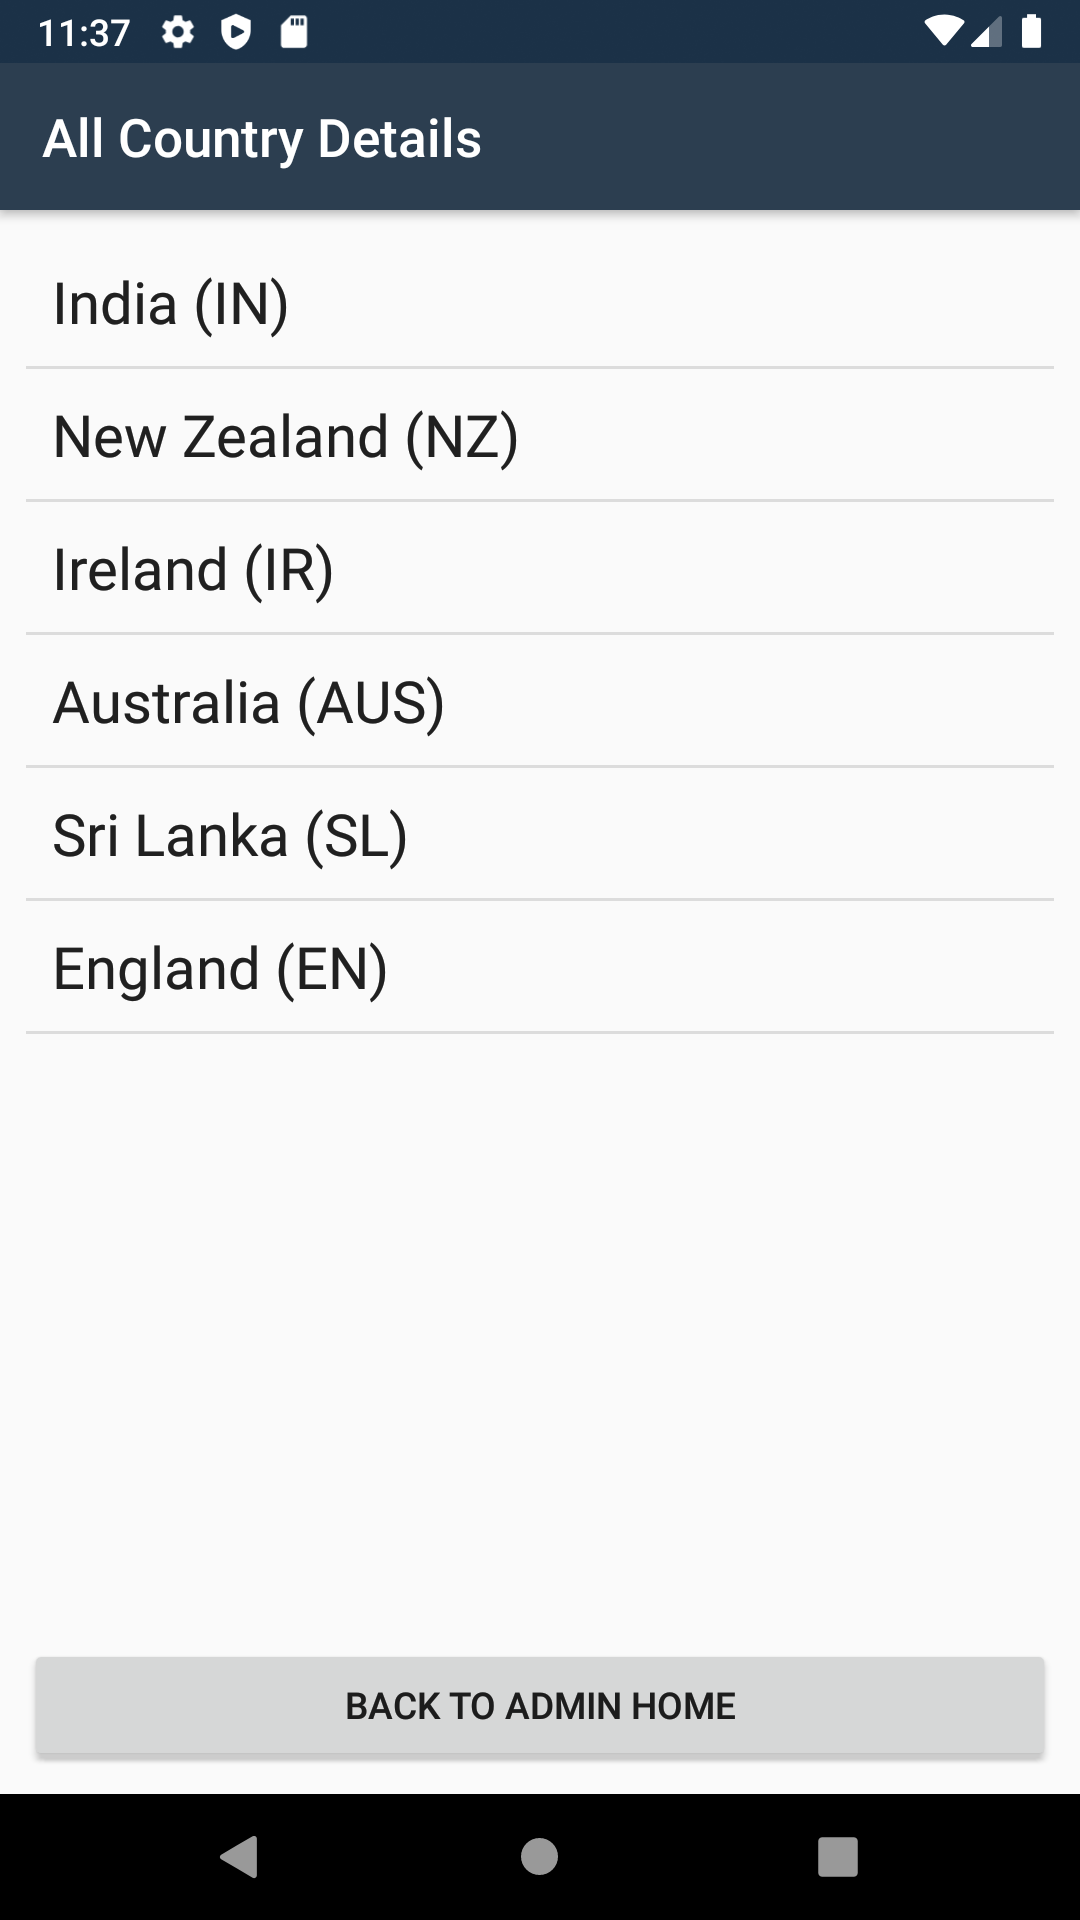 11:37
All Country Details
India (IN)
New Zealand (NZ)
Ireland (IR)
Australia (AUS)
Sri Lanka (SL)
England (EN)
BACK TO ADMIN HOME